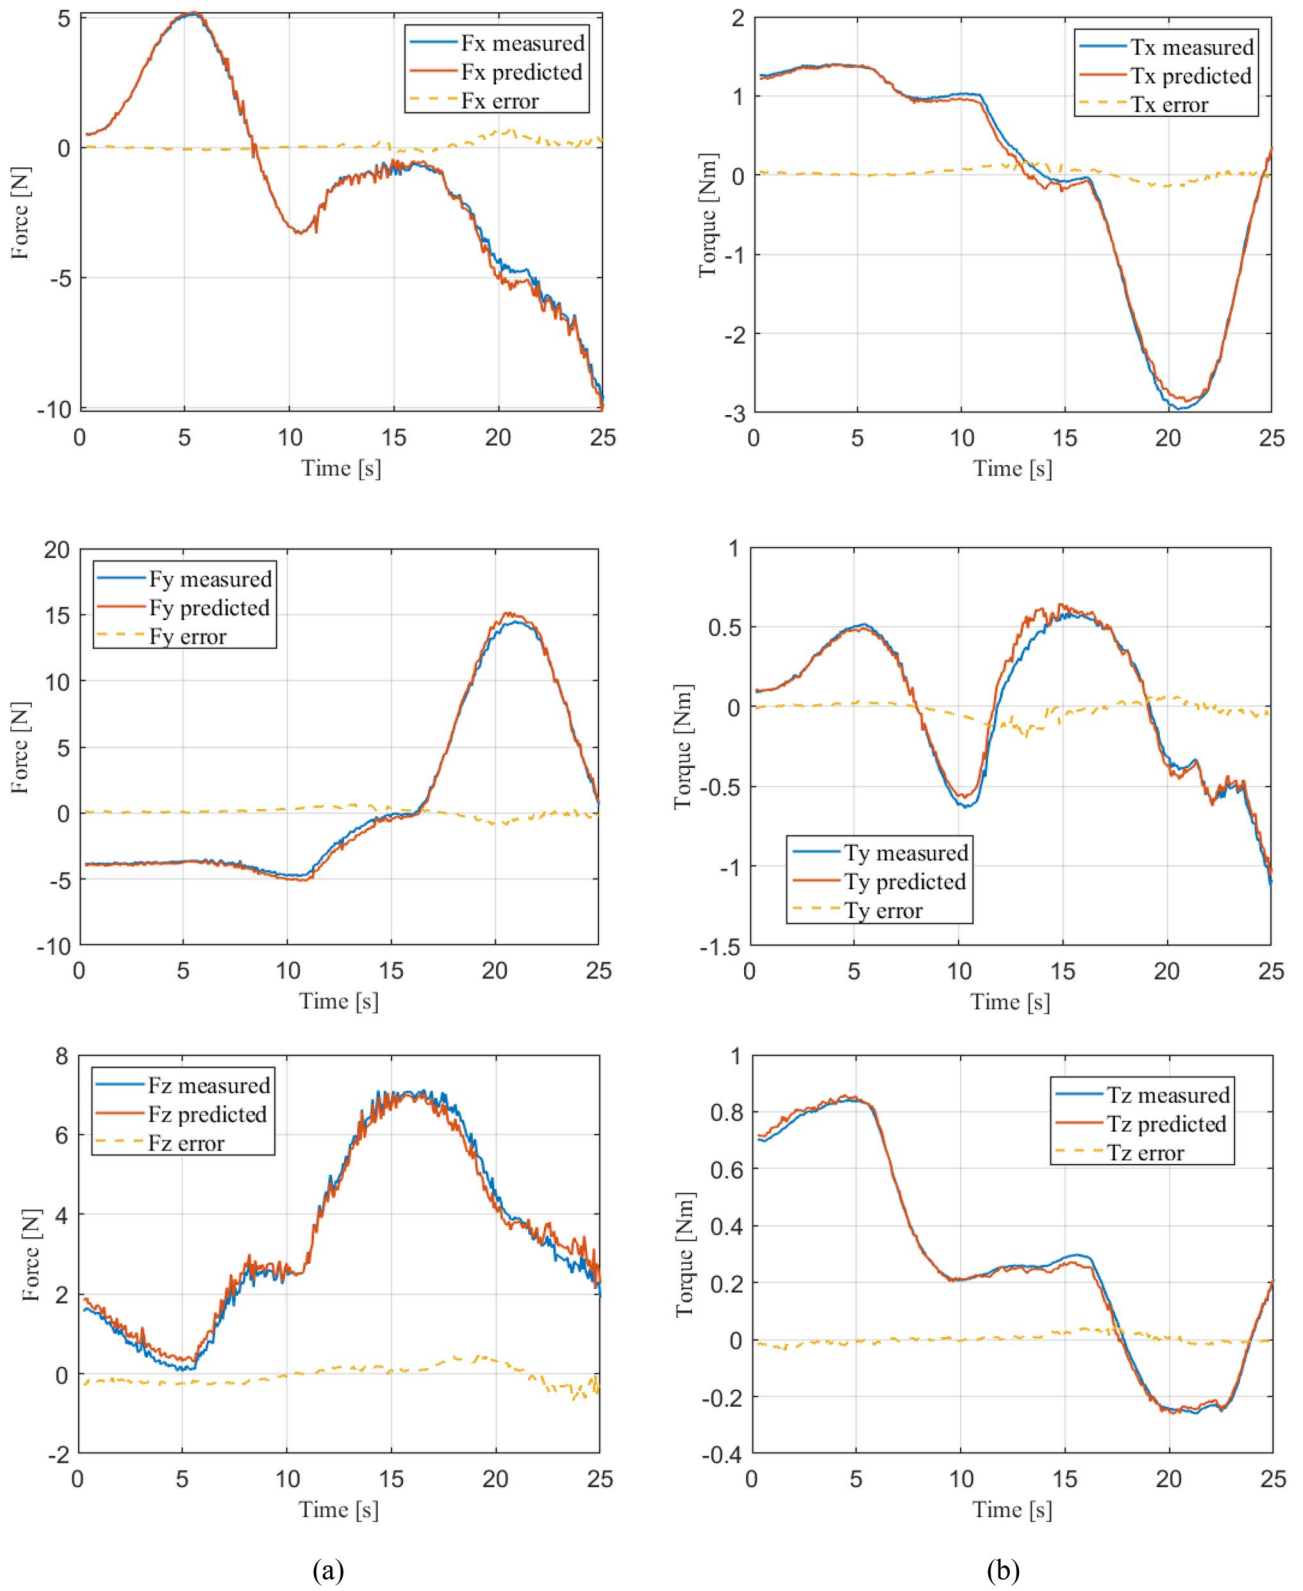 5
0
-5
-10
Force [N]
Fx measured
Fx predicted
Fx error
0
5
10
15
20
25
Time [s]
2
1
0
-1
-2
-3
Torque [Nm]
Tx measured
Tx predicted
Tx error
0
5
10
15
20
25
Time [s]
20
15
10
5
0
-5
-10
Force [N]
Fy measured
Fy predicted
Fy error
0
5
10
15
20
25
Time [s]
1
0.5
0
-0.5
-1
-1.5
Torque [Nm]
Ty measured
Ty predicted
Ty error
0
5
10
15
20
25
Time [s]
8
6
4
2
0
-2
Force [N]
Fz measured
Fz predicted
Fz error
0
5
10
15
20
25
Time [s]
1
0.8
0.6
0.4
0.2
0
-0.2
-0.4
Torque [Nm]
Tz measured
Tz predicted
Tz error
0
5
10
15
20
25
Time [s]
(a)
(b)